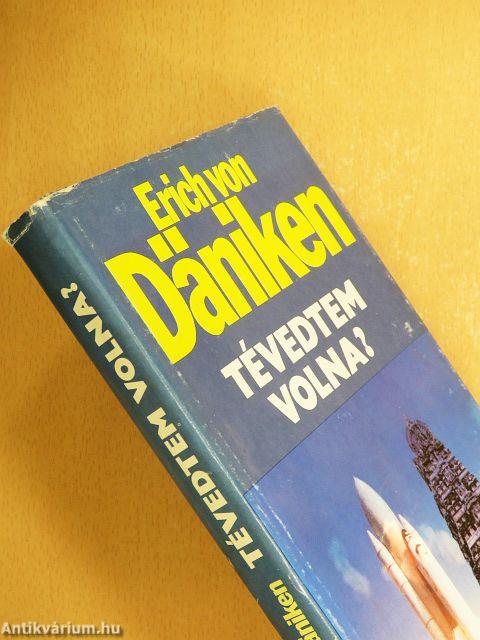 Erich von
Däniken
TÉVEDTEM
VOLNA?
TÉVEDTEM VOLNA?
Antikvárium.hu